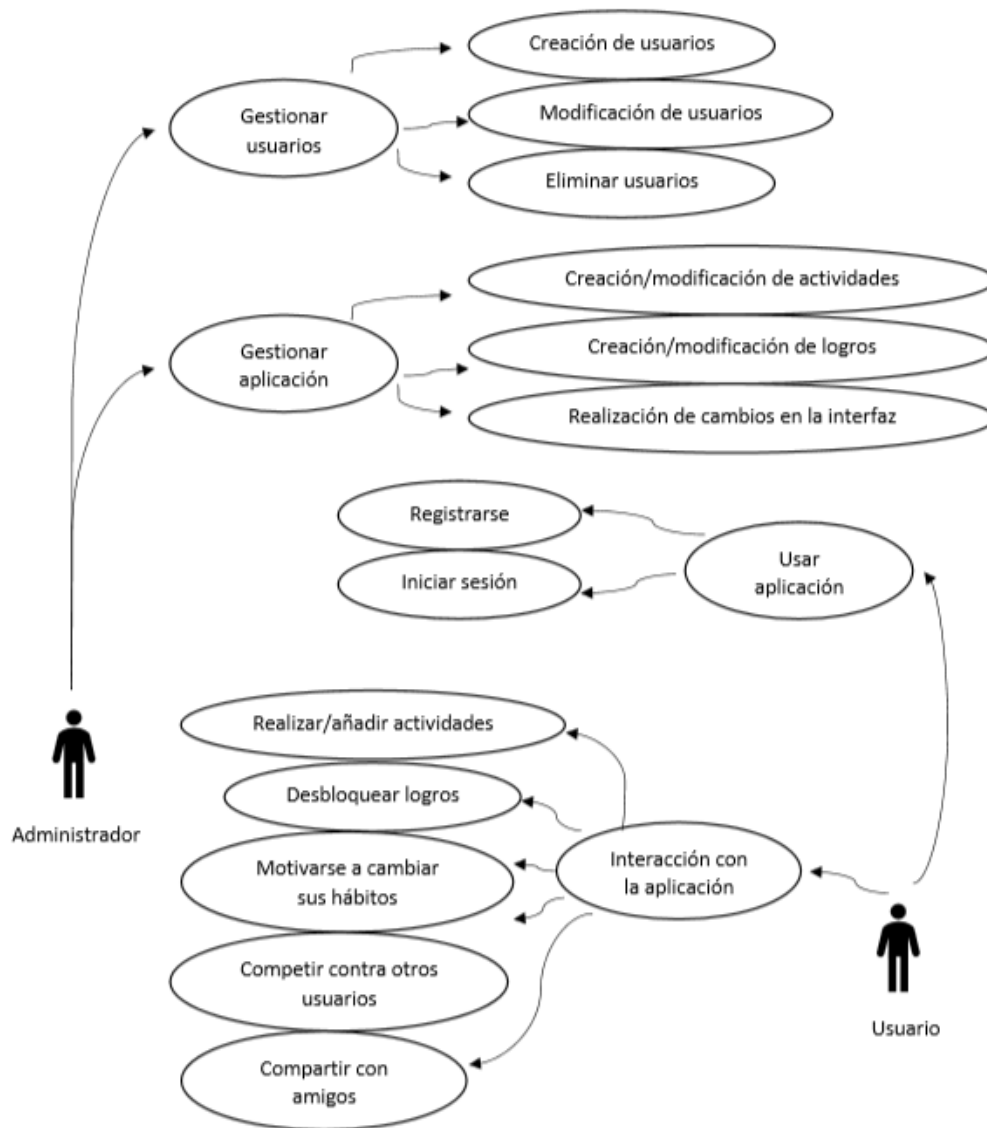 Creación de usuarios
Gestionar
usuarios
Modificación de usuarios
Eliminar usuarios
Creación/modificación de actividades
Gestionar
aplicación
Creación/modificación de logros
Realización de cambios en la interfaz
Registrarse
Iniciar sesión
Usar
aplicación
Realizar/añadir actividades
Desbloquear logros
Administrador
Motivarse a cambiar
sus hábitos
Interacción con
la aplicación
Competir contra otros
usuarios
Usuario
Compartir con
amigos